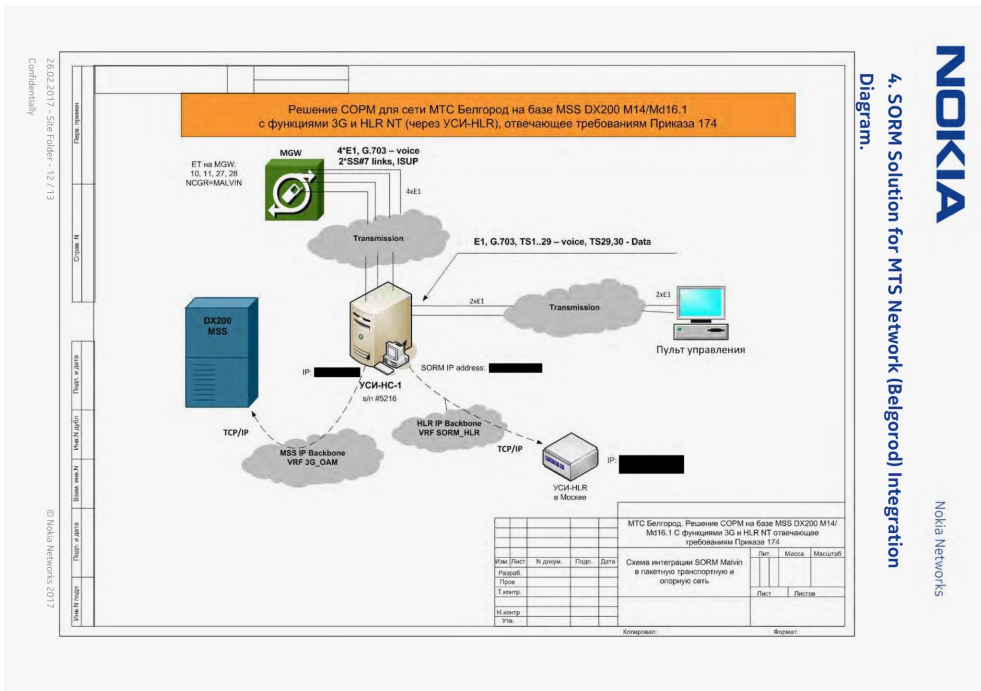 NOKIA
Nokia Networks
4. SORM Solution for MTS Network (Belgorod) Integration
Diagram.
Решение СОРМ для сети МТС Белгород на базе MSS DX200 M14/Md16.1
с функциями 3G и HLR NT (через УСИ-HLR), отвечающее требованиям Приказа 174
MGW
ET на MGW:
10, 11, 27, 28
NCGR=MALVIN
4*E1, G.703 – voice
2*SS#7 links, ISUP
4xE1
Transmission
E1, G.703, TS1..29 – voice, TS29,30 - Data
2xE1
Transmission
2xE1
Пульт управления
DX200
MSS
IP:
SORM IP address:
УСИ-НС-1
s/n #5216
TCP/IP
MSS IP Backbone
VRF 3G_OAM
HLR IP Backbone
VRF SORM_HLR
TCP/IP
IP:
УСИ-HLR
в Москве
МТС Белгород. Решение СОРМ на базе MSS DX200 M14/
Md16.1 С функциями 3G и HLR NT отвечающее
требованиям Приказа 174
Изм.
Лист
N докум.
Подп.
Дата
Разраб
Пров
Т.контр.
Н.контр
Утв.
Схема интеграции SORM Malvin
в пакетную транспортную и
опорную сеть
Лит.
Масса
Масштаб
Лист
Листов
Копировал:
Формат:
Перв. примен
Справ. N
Подп. и дата
Инв.N дубл
Взам. инв.N
Подп. и дата
Инв.N подп
26.02.2017 - Site Folder - 12 / 13
Confidentially
© Nokia Networks 2017